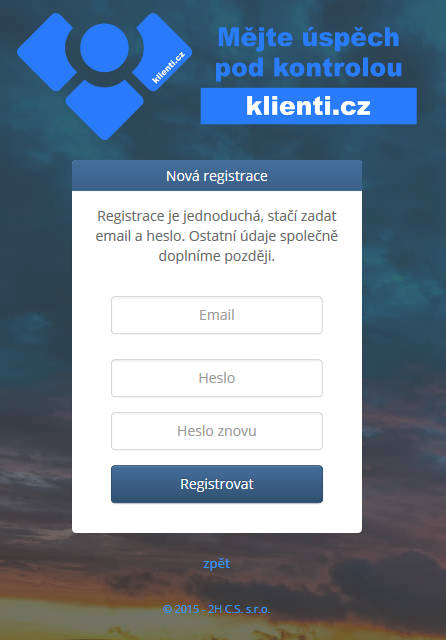 klienti.cz
Mějte úspěch
pod kontrolou
klienti.cz
Nová registrace
Registrace je jednoduchá, stačí zadat
email a heslo. Ostatní údaje společně
doplníme později.
Email
Heslo
Heslo znovu
Registrovat
zpět
© 2015 - 2H C.S. s.r.o.